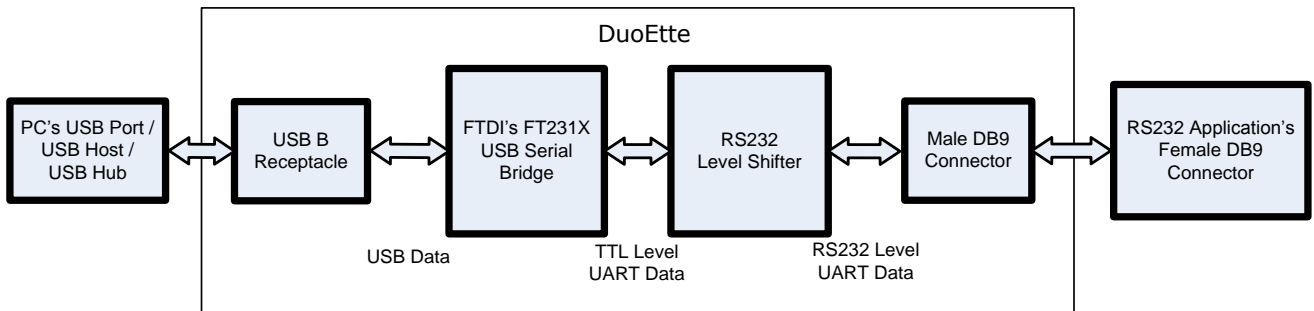 DuoEtte
PC's USB Port /
USB Host /
USB Hub
USB B
Receptacle
FTDI's FT231X
USB Serial
Bridge
RS232
Level Shifter
Male DB9
Connector
RS232 Application's
Female DB9
Connector
USB Data
TTL Level
UART Data
RS232 Level
UART Data